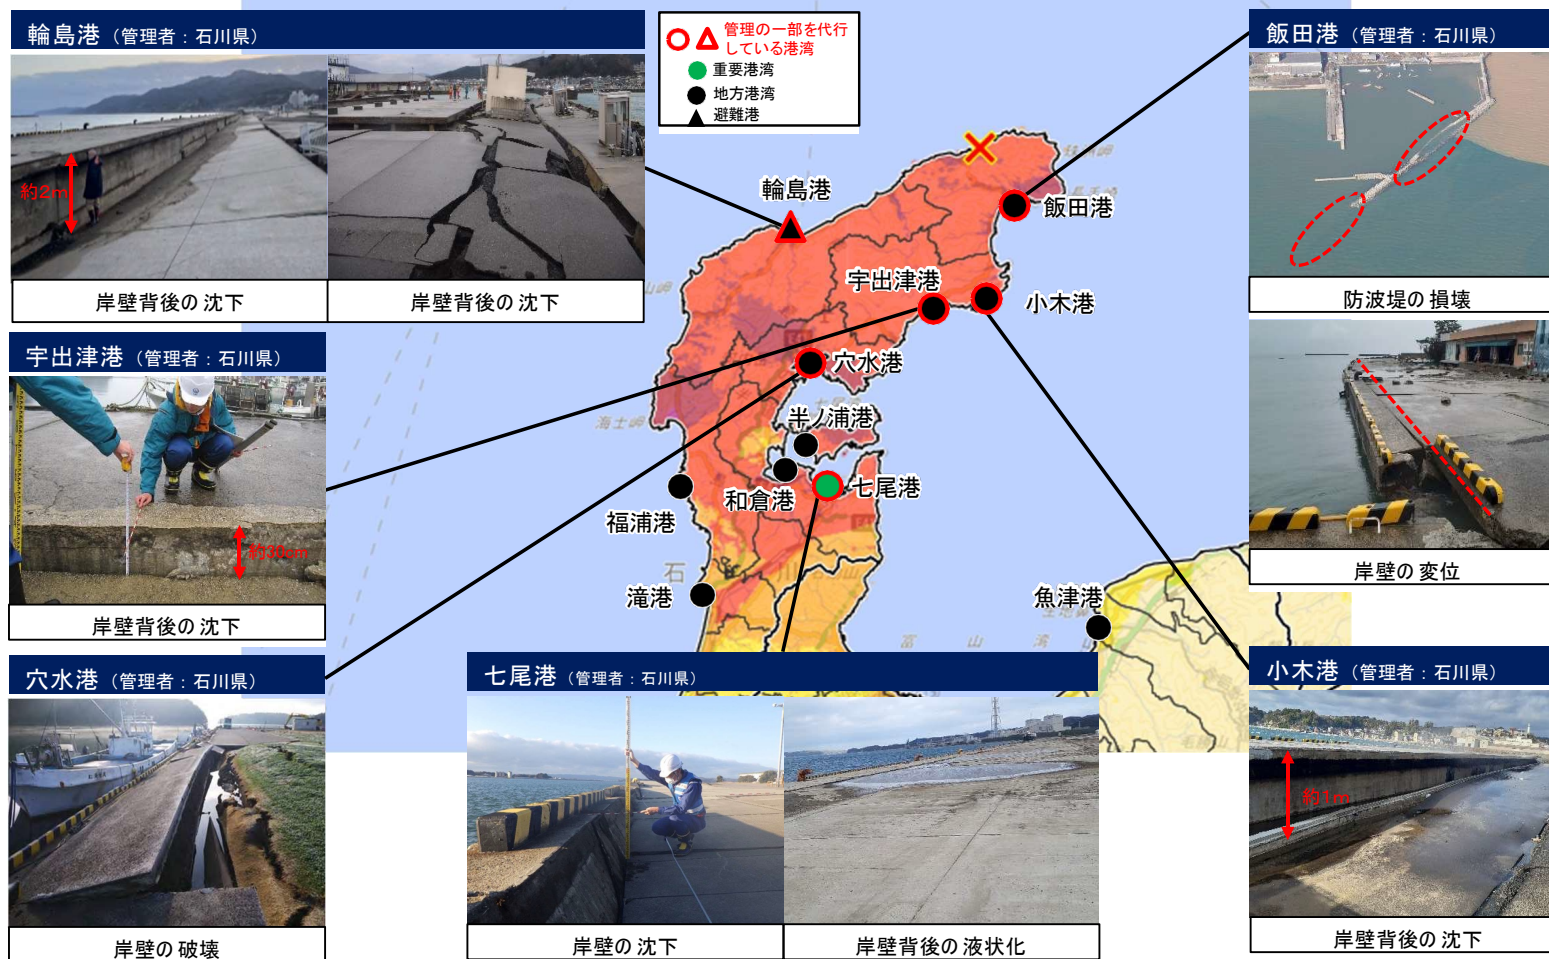 輪島港（管理者：石川県）
約2m
岸壁背後の沈下
岸壁背後の沈下
宇出津港（管理者：石川県）
約30cm
岸壁背後の沈下
穴水港（管理者：石川県）
岸壁の破壊
管理の一部を代行
している港湾
重要港湾
地方港湾
避難港
輪島港
飯田港
宇出津港
小木港
穴水港
半ノ浦港
和倉港
七尾港
福浦港
滝港
魚津港
海士岬
石
川
富山湾
七尾港（管理者：石川県）
岸壁の沈下
岸壁背後の液状化
飯田港（管理者：石川県）
防波堤の損壊
岸壁の変位
小木港（管理者：石川県）
約1m
岸壁背後の沈下